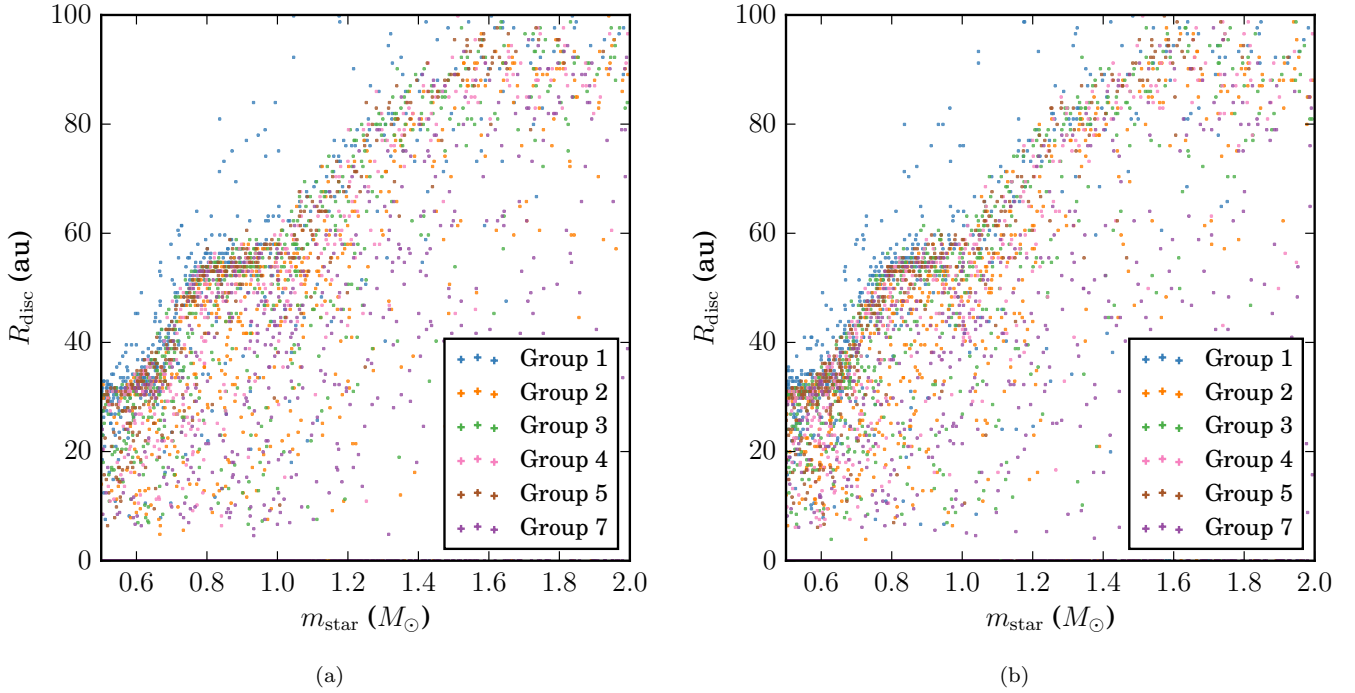 100
80
60
40
20
0
R_disc (au)
0.6 0.8 1.0 1.2 1.4 1.6 1.8 2.0
m_star (M_⊙)
Group 1
Group 2
Group 3
Group 4
Group 5
Group 7
(a)
100
80
60
40
20
0
R_disc (au)
0.6 0.8 1.0 1.2 1.4 1.6 1.8 2.0
m_star (M_⊙)
Group 1
Group 2
Group 3
Group 4
Group 5
Group 7
(b)